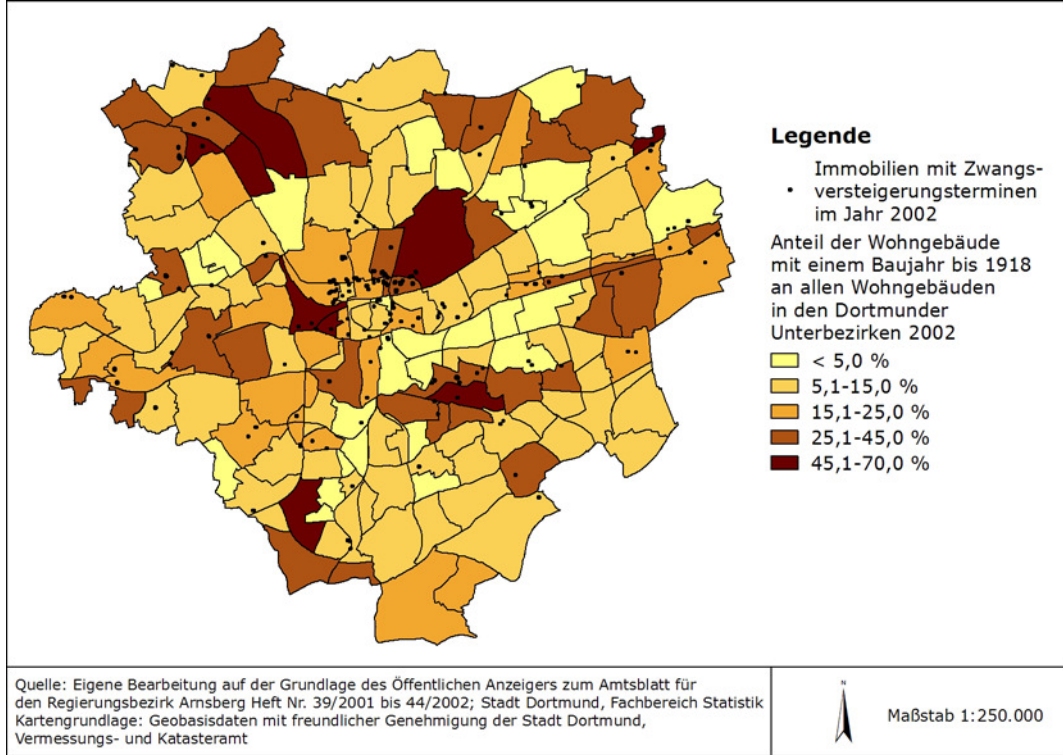 Legende
Immobilien mit Zwangs-
versteigerungsterminen
im Jahr 2002
Anteil der Wohngebäude
mit einem Baujahr bis 1918
an allen Wohngebäuden
in den Dortmunder
Unterbezirken 2002
< 5,0 %
5,1-15,0 %
15,1-25,0 %
25,1-45,0 %
45,1-70,0 %
Quelle: Eigene Bearbeitung auf der Grundlage des Öffentlichen Anzeigers zum Amtsblatt für
den Regierungsbezirk Arnsberg Heft Nr. 39/2001 bis 44/2002; Stadt Dortmund, Fachbereich Statistik
Kartengrundlage: Geobasisdaten mit freundlicher Genehmigung der Stadt Dortmund,
Vermessungs- und Katasteramt
N
Maßstab 1:250.000